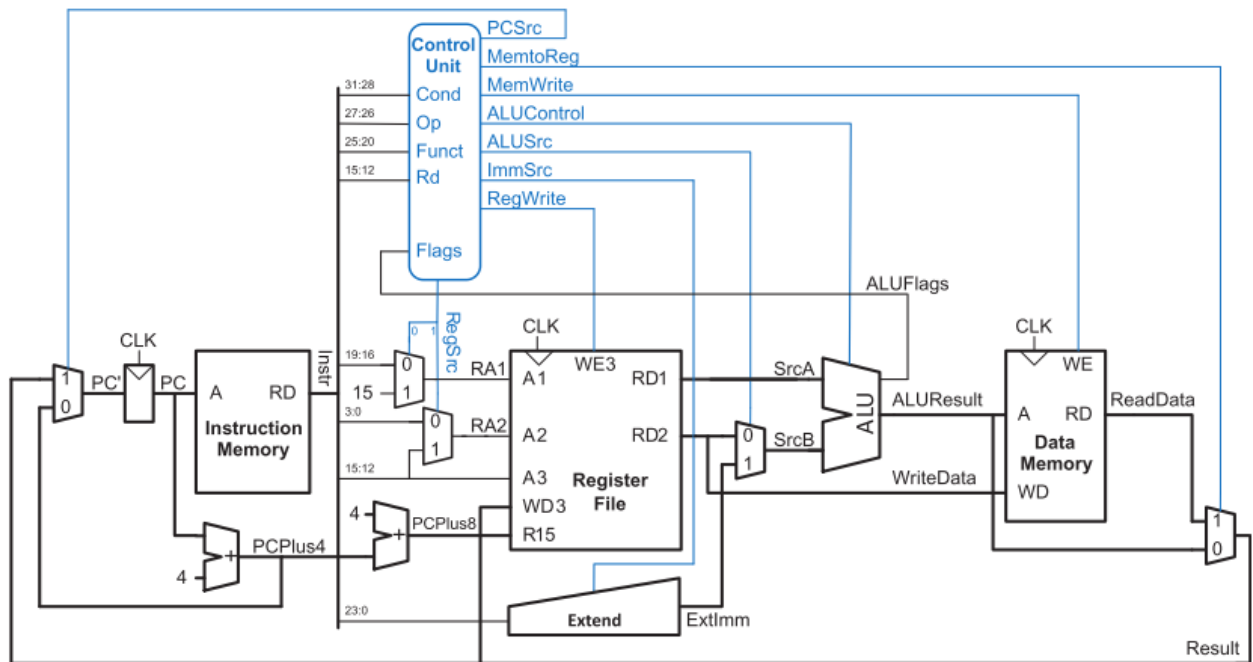 PCSrc
Control
Unit
MemtoReg
31:28
Cond
MemWrite
27:26
Op
ALUControl
25:20
Funct
ALUSrc
15:12
Rd
ImmSrc
RegWrite
Flags
ALUFlags
0 1
RegSrc
CLK
CLK
CLK
Instr
19:16
0
1
15
RA1
A1
WE3
RD1
SrcA
WE
1
0
PC'
PC
A
RD
Instruction
Memory
3:0
0
1
RA2
A2
RD2
0
1
SrcB
ALU
ALUResult
A
RD
ReadData
Data
Memory
15:12
A3
Register
File
WriteData
WD
WD3
4
+
PCPlus8
R15
1
0
4
+
PCPlus4
23:0
Extend
ExtImm
Result